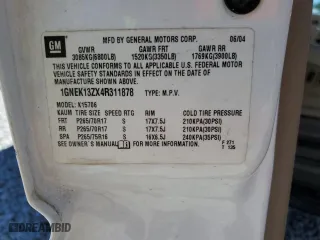 GM
MFD BY GENERAL MOTORS CORP. 06/04
GVWR GAWR FRT GAWR RR
3085KG(6800LB) 1520KG(3350LB) 1769KG(3900LB)
THIS VEHICLE CONFORMS TO ALL APPLICABLE U.S. FEDERAL MOTOR
VEHICLE SAFETY STANDARDS IN EFFECT ON THE DATE OF
MANUFACTURE SHOWN ABOVE.
1GNEK13ZX4R311878 TYPE: M.P.V.
MODEL: K15706
TIRE SIZE SPEED RTG RIM COLD TIRE PRESSURE
FRT P265/70R17 S 17X7.5J 210KPA(30PSI)
RR P265/70R17 S 17X7.5J 210KPA(30PSI)
SPA P265/75R16 S 16X6.5J 240KPA(35PSI)
SEE OWNER'S MANUAL FOR MORE INFORMATION.